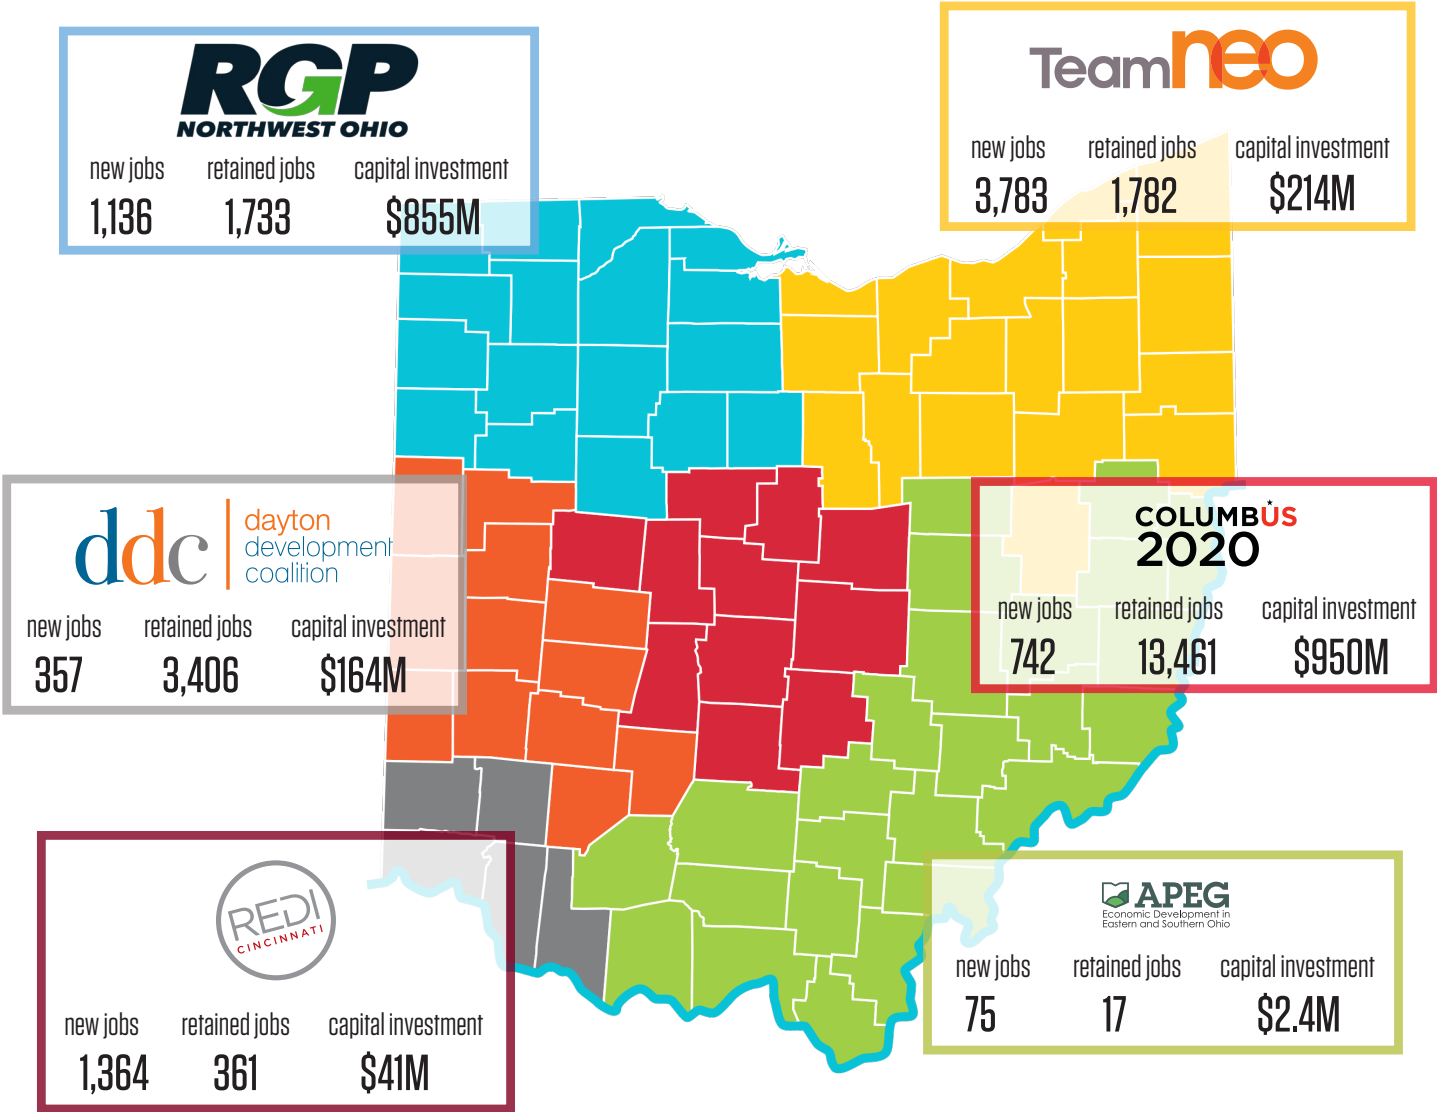 RGP
NORTHWEST OHIO
new jobs retained jobs capital investment
1,136 1,733 $855M
Teamneo
new jobs retained jobs capital investment
3,783 1,782 $214M
ddc
dayton
development
coalition
new jobs retained jobs capital investment
357 3,406 $164M
COLUMBUS
2020
new jobs retained jobs capital investment
742 13,461 $950M
REDI
CINCINNATI
new jobs retained jobs capital investment
1,364 361 $41M
APEG
Economic Development in
Eastern and Southern Ohio
new jobs retained jobs capital investment
75 17 $2.4M